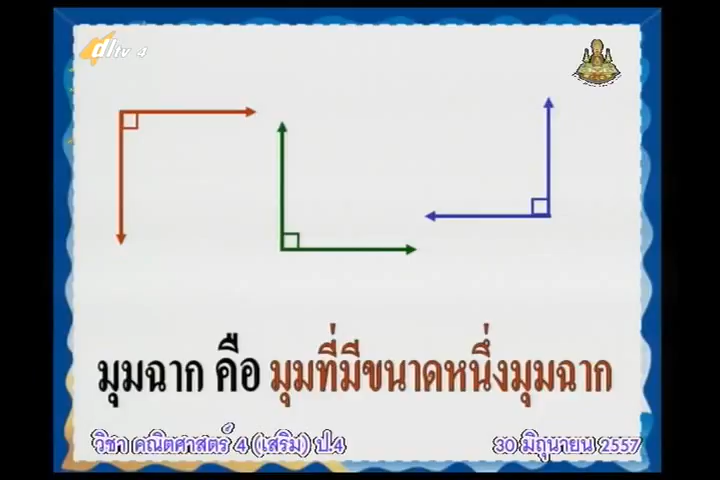 dltv 4
มุมฉาก คือ มุมที่มีขนาดหนึ่งมุมฉาก
วิชา คณิตศาสตร์ 4 (เสริม) ป.4 30 มิถุนายน 2557